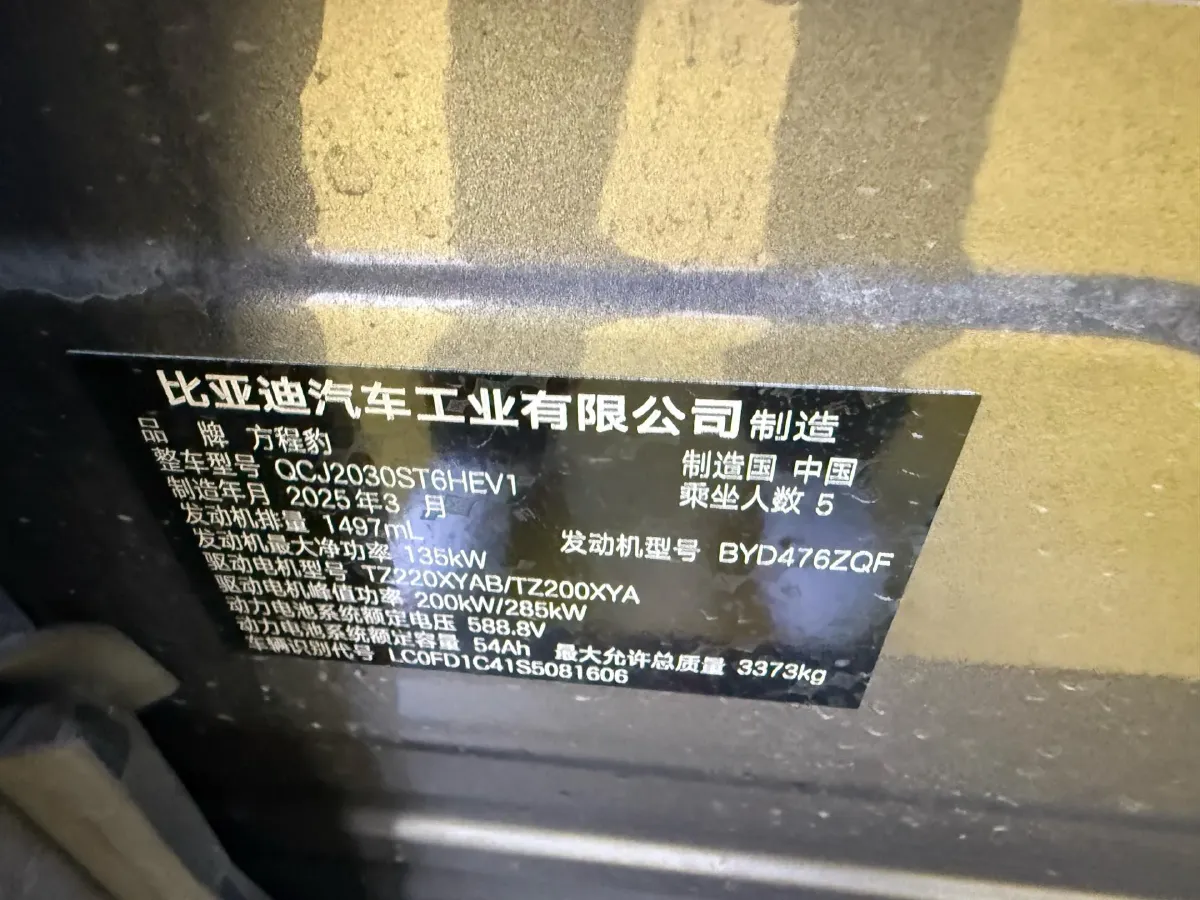 比亚迪汽车工业有限公司制造
品 牌 方程豹 制造国 中国
整车型号 QCJ2030ST6HEV1 乘坐人数 5
制造年月 2025年3 月
发动机排量 1497mL 发动机型号 BYD476ZQF
发动机最大净功率 135kW
驱动电机型号 TZ220XYAB/TZ200XYA
驱动电机峰值功率 200kW/285kW
动力电池系统额定电压 588.8V
动力电池系统额定容量 54Ah 最大允许总质量 3373kg
车辆识别代号 LC0FD1C41S5081606